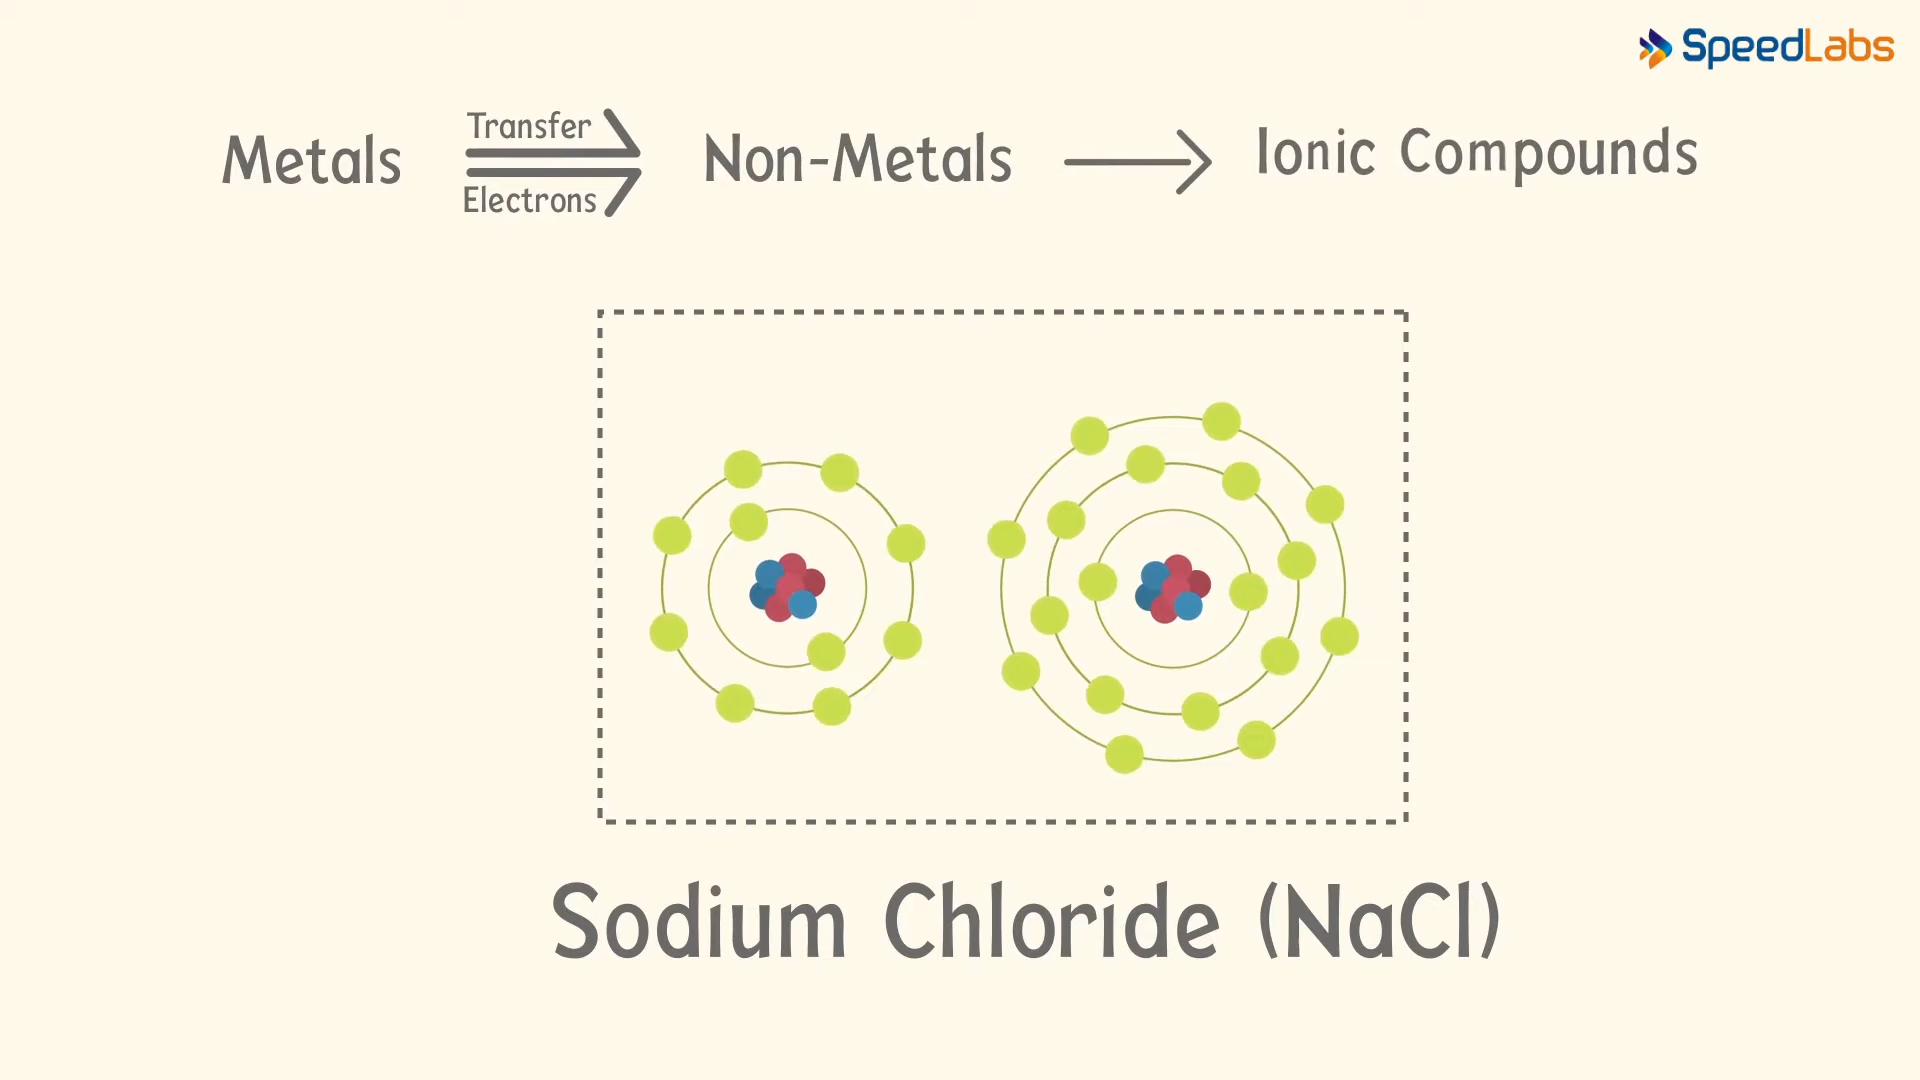 SpeedLabs
Transfer
Metals Non-Metals Ionic Compounds
Electrons
Sodium Chloride (NaCl)